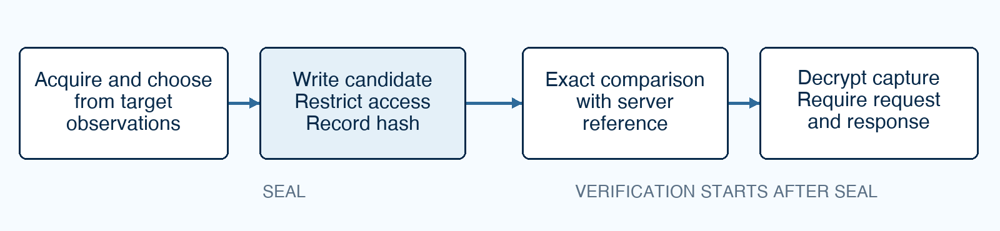 Acquire and choose
from target
observations
Write candidate
Restrict access
Record hash
Exact comparison
with server
reference
Decrypt capture
Require request
and response
SEAL
VERIFICATION STARTS AFTER SEAL